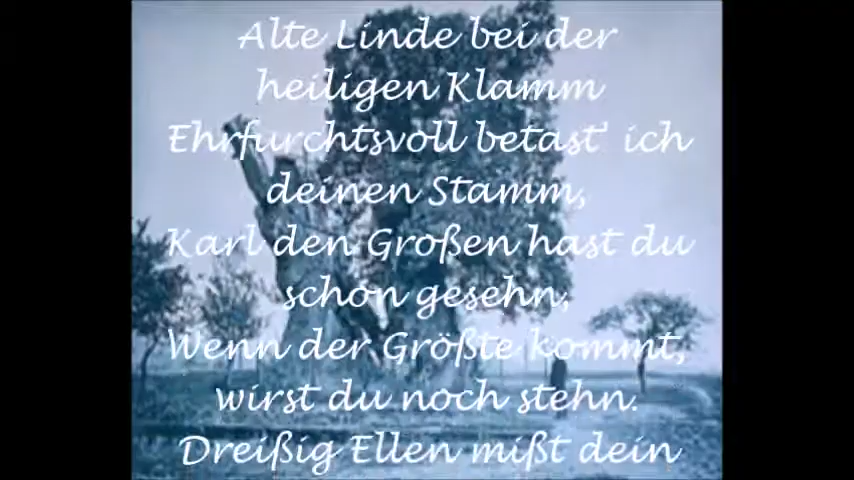 Alte Linde bei der
heiligen Klamm
Ehrfurchtsvoll betast' ich
deinen Stamm,
Karl den Großen hast du
schon gesehn,
Wenn der Größte kommt,
wirst du noch stehn.
Dreißig Ellen mißt dein